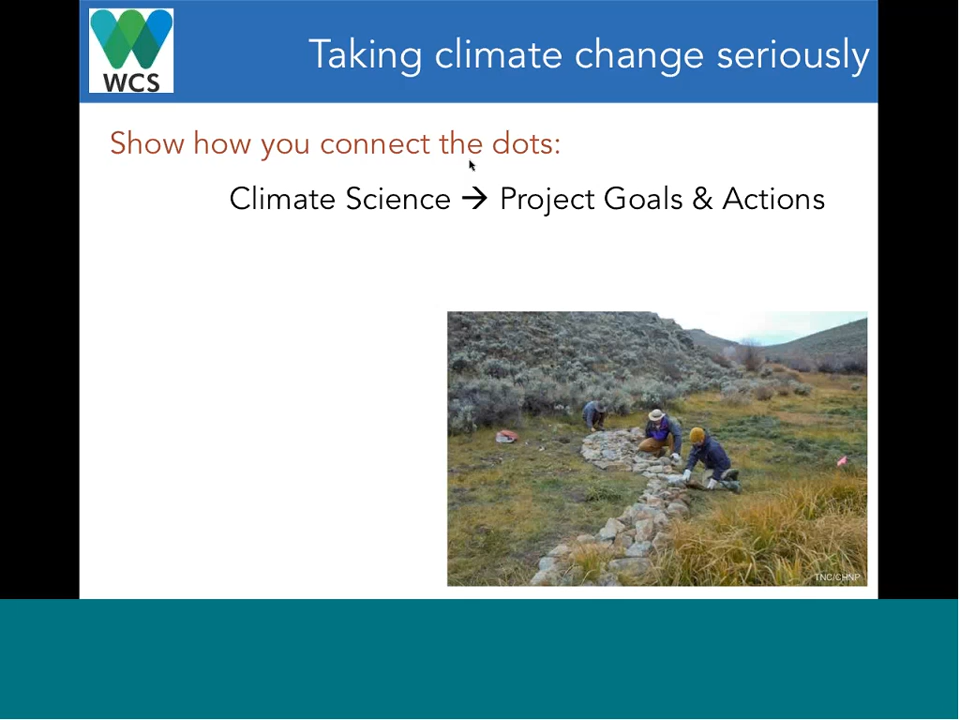 WCS
Taking climate change seriously
Show how you connect the dots:
Climate Science → Project Goals & Actions
TNC/CHNP